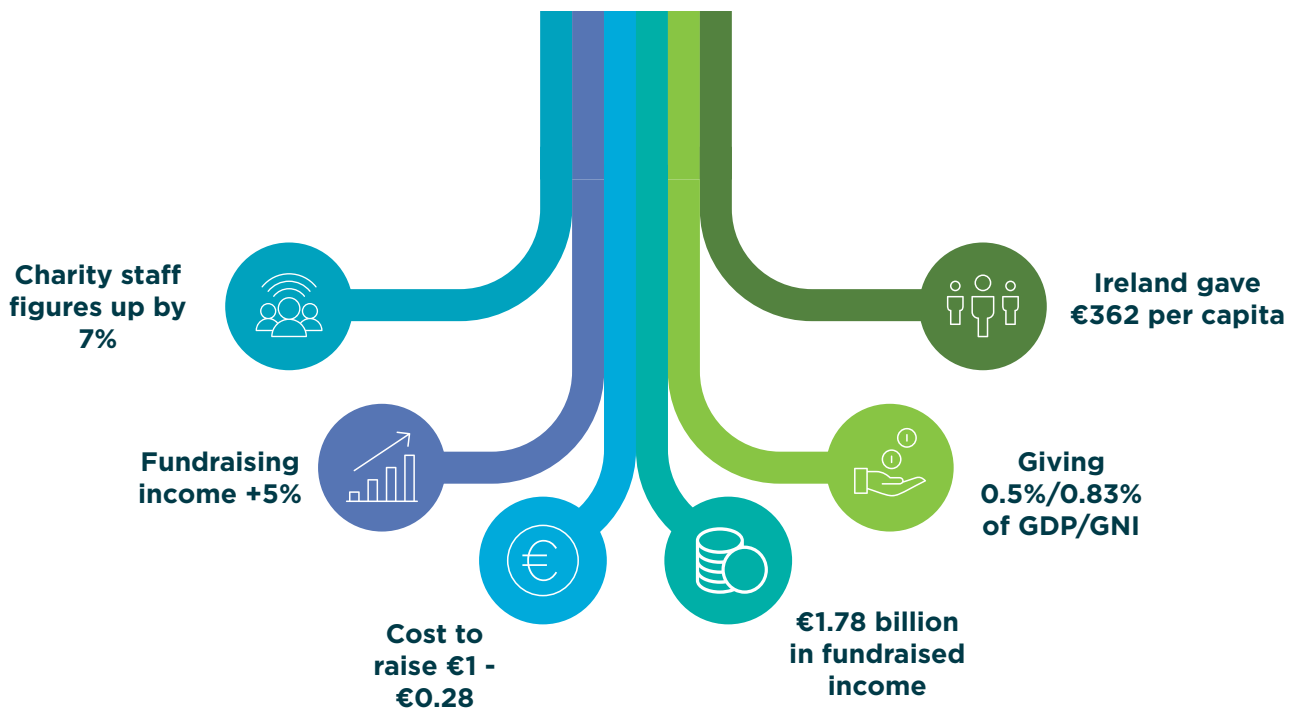 Charity staff
figures up by
7%
Ireland gave
€362 per capita
Fundraising
income +5%
Giving
0.5%/0.83%
of GDP/GNI
Cost to
raise €1 -
€0.28
€1.78 billion
in fundraised
income